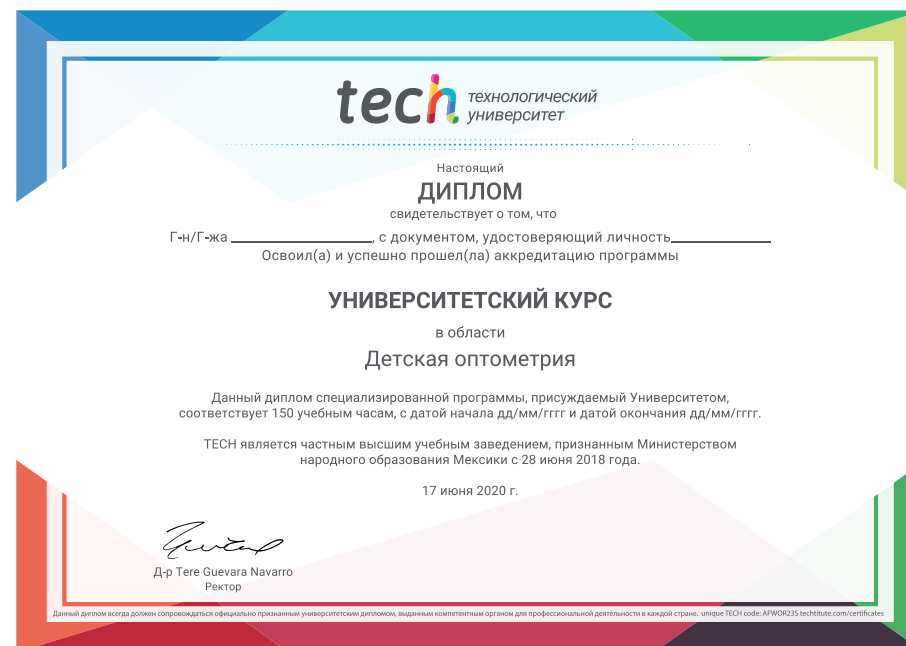 tech технологический
университет
Настоящий
ДИПЛОМ
свидетельствует о том, что
Г-н/Г-жа ____________________, с документом, удостоверяющий личность______________
Освоил(а) и успешно прошел(ла) аккредитацию программы
УНИВЕРСИТЕТСКИЙ КУРС
в области
Детская оптометрия
Данный диплом специализированной программы, присуждаемый Университетом,
соответствует 150 учебным часам, с датой начала дд/мм/гггг и датой окончания дд/мм/гггг.
TECH является частным высшим учебным заведением, признанным Министерством
народного образования Мексики с 28 июня 2018 года.
17 июня 2020 г.
Д-р Tere Guevara Navarro
Ректор
Данный диплом всегда должен сопровождаться официально признанным университетским дипломом, выданным компетентным органом для профессиональной деятельности в каждой стране. unique TECH code: AFWOR23S techtitute.com/certificates